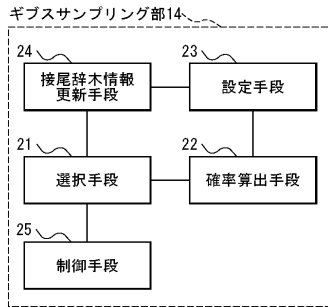 ギブスサンプリング部14
24
接尾辞木情報
更新手段
23
設定手段
21
選択手段
22
確率算出手段
25
制御手段